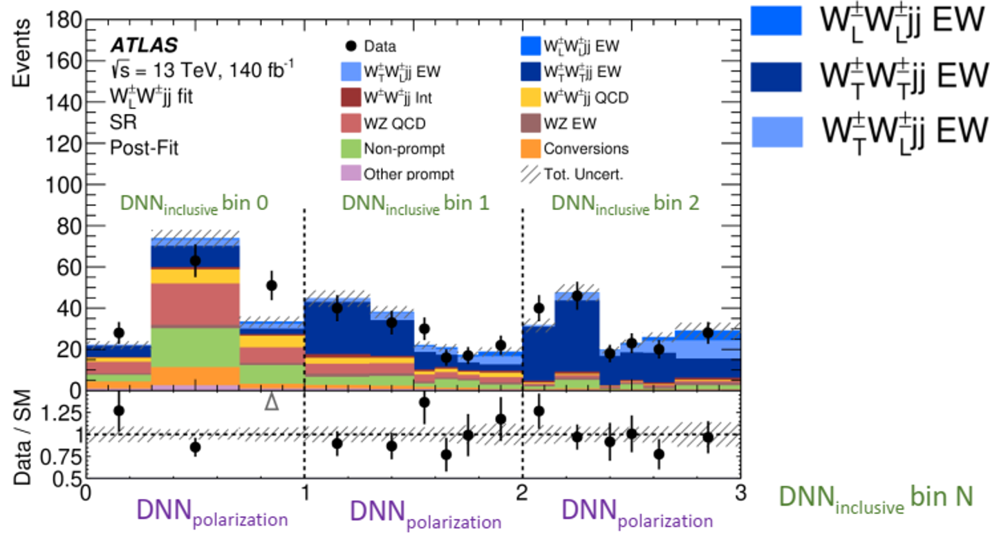 Events
180
160
140
120
100
80
60
40
20
0
ATLAS
√s = 13 TeV, 140 fb⁻¹
W±LW±jj fit
SR
Post-Fit
Data
W±LW±Ljj EW
W±TW±Ljj EW
W±TW±Tjj EW
W±W±jj Int
W±W±jj QCD
WZ QCD
WZ EW
Non-prompt
Conversions
Other prompt
Tot. Uncert.
W±LW±Ljj EW
W±TW±Tjj EW
W±TW±Ljj EW
DNNinclusive bin 0
DNNinclusive bin 1
DNNinclusive bin 2
Data / SM
1.25
1
0.75
0.5
0
1
2
3
DNNpolarization
DNNpolarization
DNNpolarization
DNNinclusive bin N